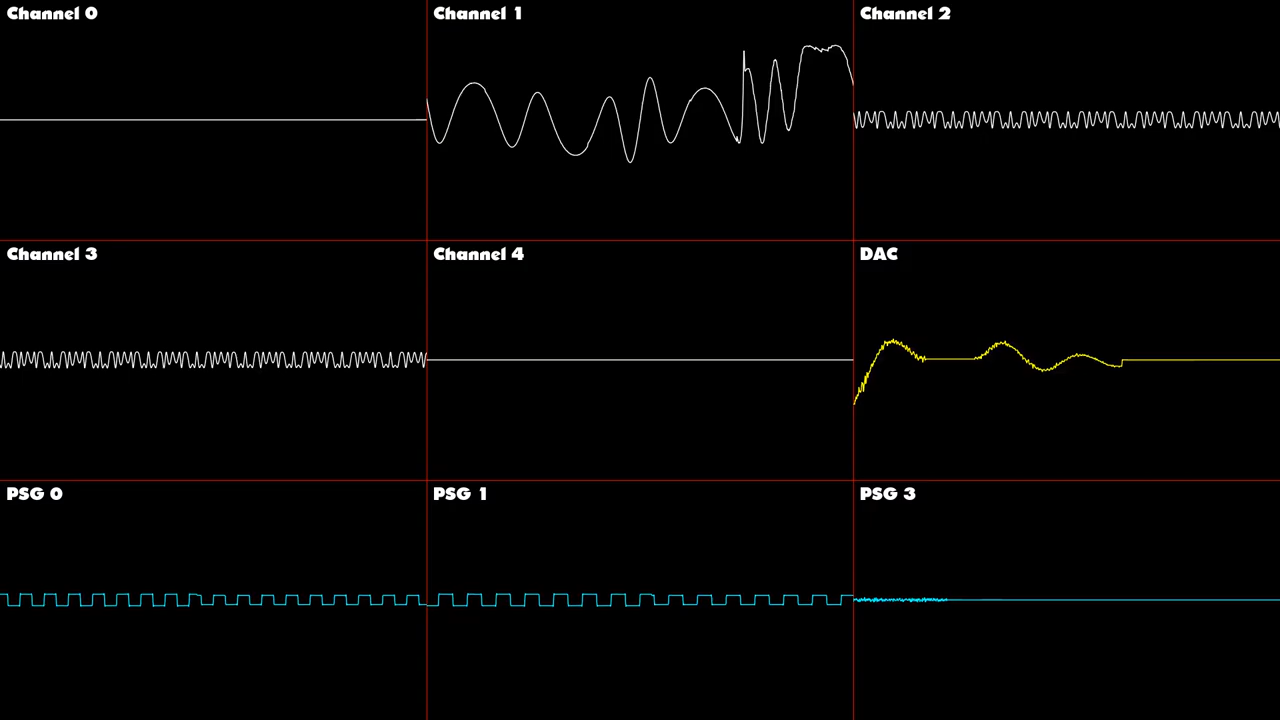 Channel 0
Channel 1
Channel 2
Channel 3
Channel 4
DAC
PSG 0
PSG 1
PSG 3